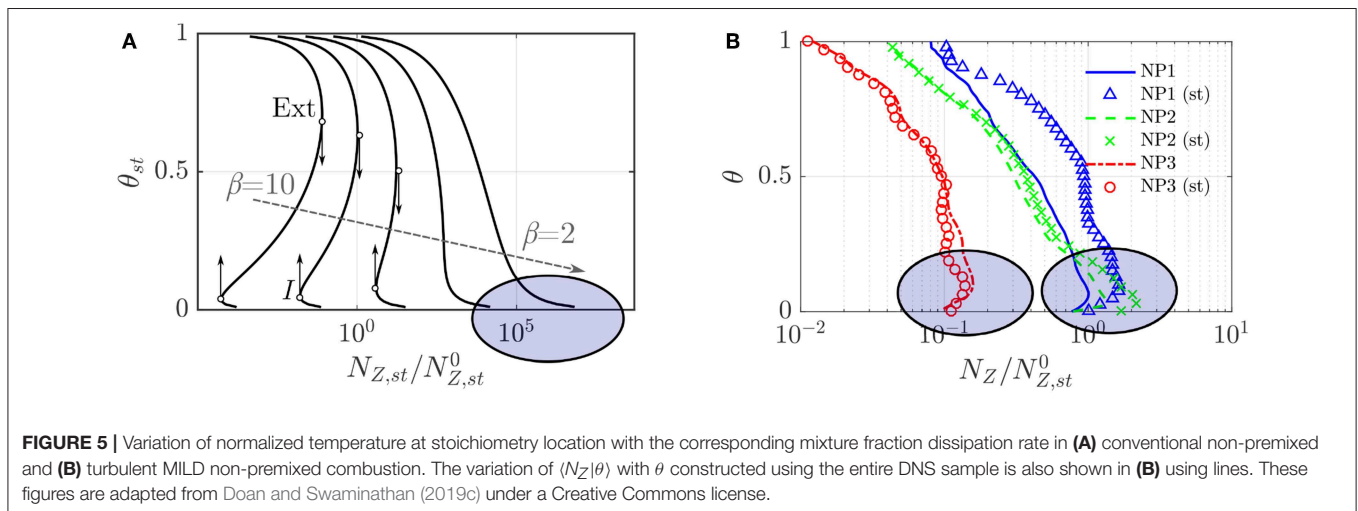 A
1
0.5
0
θst
Ext
β=10
β=2
I
10^0
10^5
N_{Z,st}/N^0_{Z,st}
B
1
0.5
0
θ
NP1
NP1 (st)
NP2
NP2 (st)
NP3
NP3 (st)
10^-2
10^-1
10^0
10^1
N_Z/N^0_{Z,st}
FIGURE 5 | Variation of normalized temperature at stoichiometry location with the corresponding mixture fraction dissipation rate in (A) conventional non-premixed
and (B) turbulent MILD non-premixed combustion. The variation of ⟨N_Z|θ⟩ with θ constructed using the entire DNS sample is also shown in (B) using lines. These
figures are adapted from Doan and Swaminathan (2019c) under a Creative Commons license.